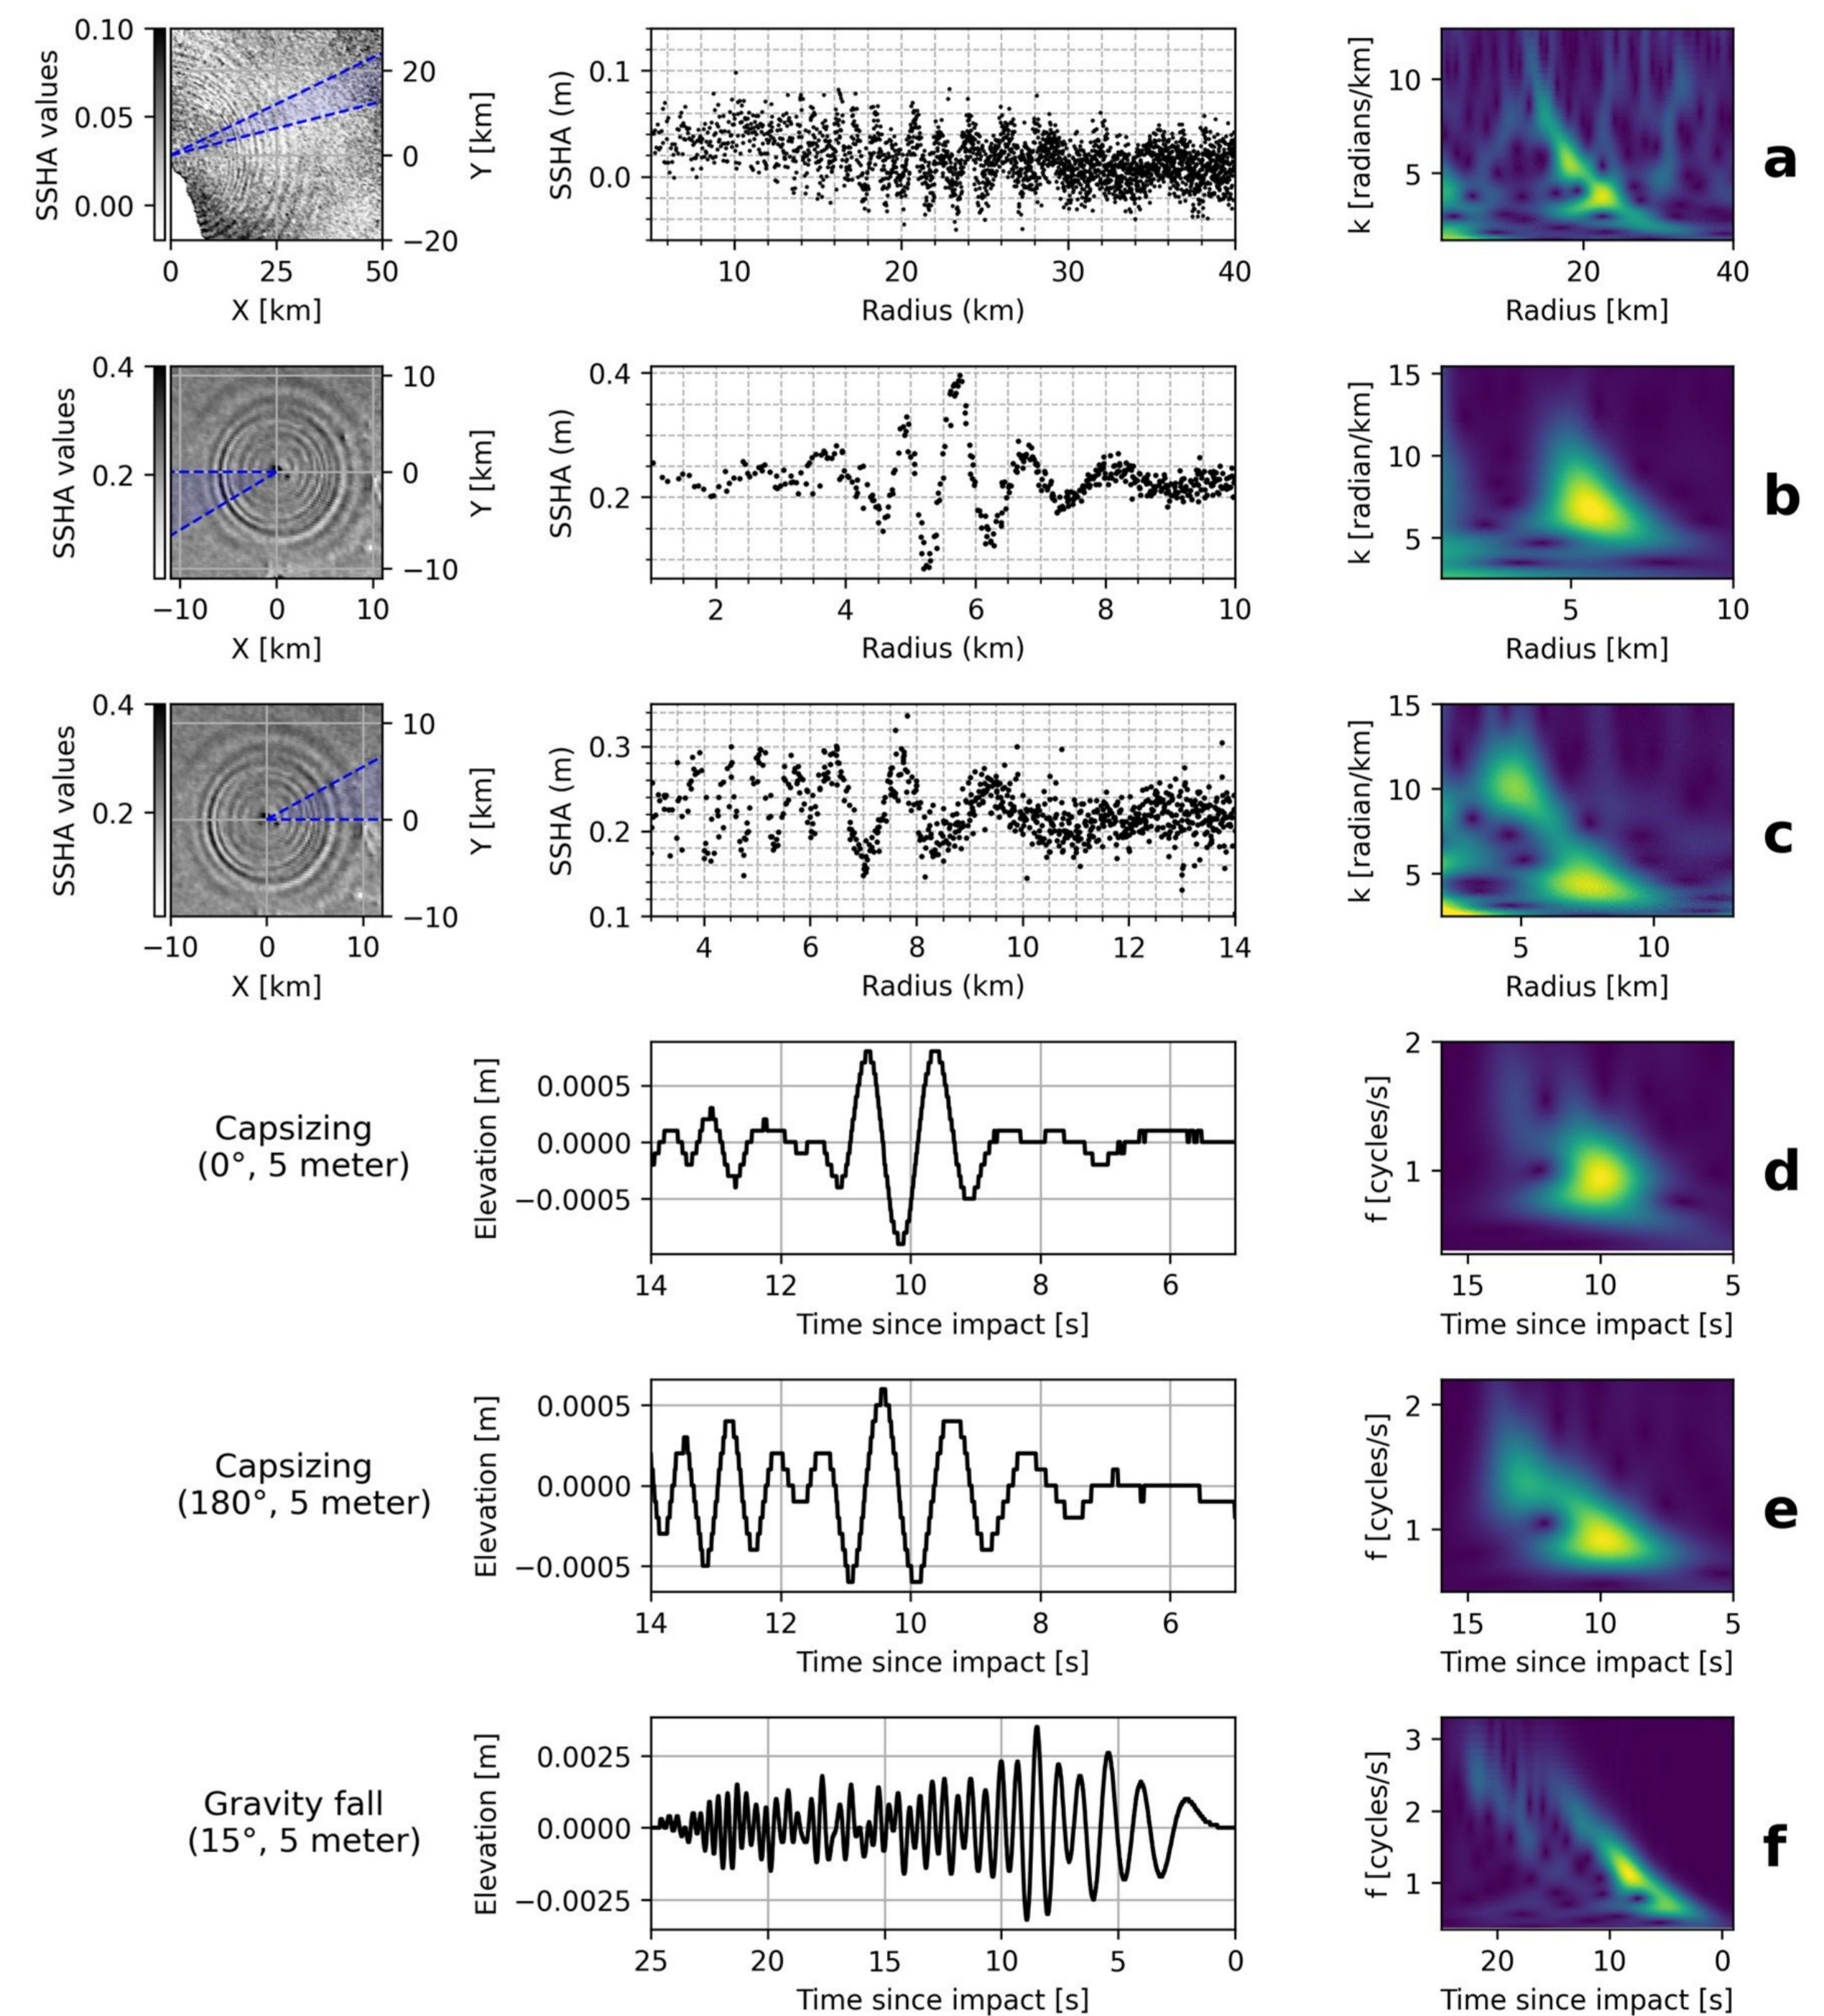 0.10
0.05
0.00
SSHA values
20
0
−20
Y [km]
0 25 50
X [km]
0.1
0.0
SSHA (m)
10 20 30 40
Radius (km)
10
5
k [radians/km]
20 40
Radius [km]
a
0.4
0.2
SSHA values
10
0
−10
Y [km]
−10 0 10
X [km]
0.4
0.2
SSHA (m)
2 4 6 8 10
Radius (km)
15
10
5
k [radian/km]
5 10
Radius [km]
b
0.4
0.2
SSHA values
10
0
−10
Y [km]
−10 0 10
X [km]
0.3
0.2
0.1
SSHA (m)
4 6 8 10 12 14
Radius (km)
15
10
5
k [radian/km]
5 10
Radius [km]
c
Capsizing
(0°, 5 meter)
0.0005
0.0000
−0.0005
Elevation [m]
14 12 10 8 6
Time since impact [s]
2
1
f [cycles/s]
15 10 5
Time since impact [s]
d
Capsizing
(180°, 5 meter)
0.0005
0.0000
−0.0005
Elevation [m]
14 12 10 8 6
Time since impact [s]
2
1
f [cycles/s]
15 10 5
Time since impact [s]
e
Gravity fall
(15°, 5 meter)
0.0025
0.0000
−0.0025
Elevation [m]
25 20 15 10 5 0
Time since impact [s]
3
2
1
f [cycles/s]
20 10 0
Time since impact [s]
f